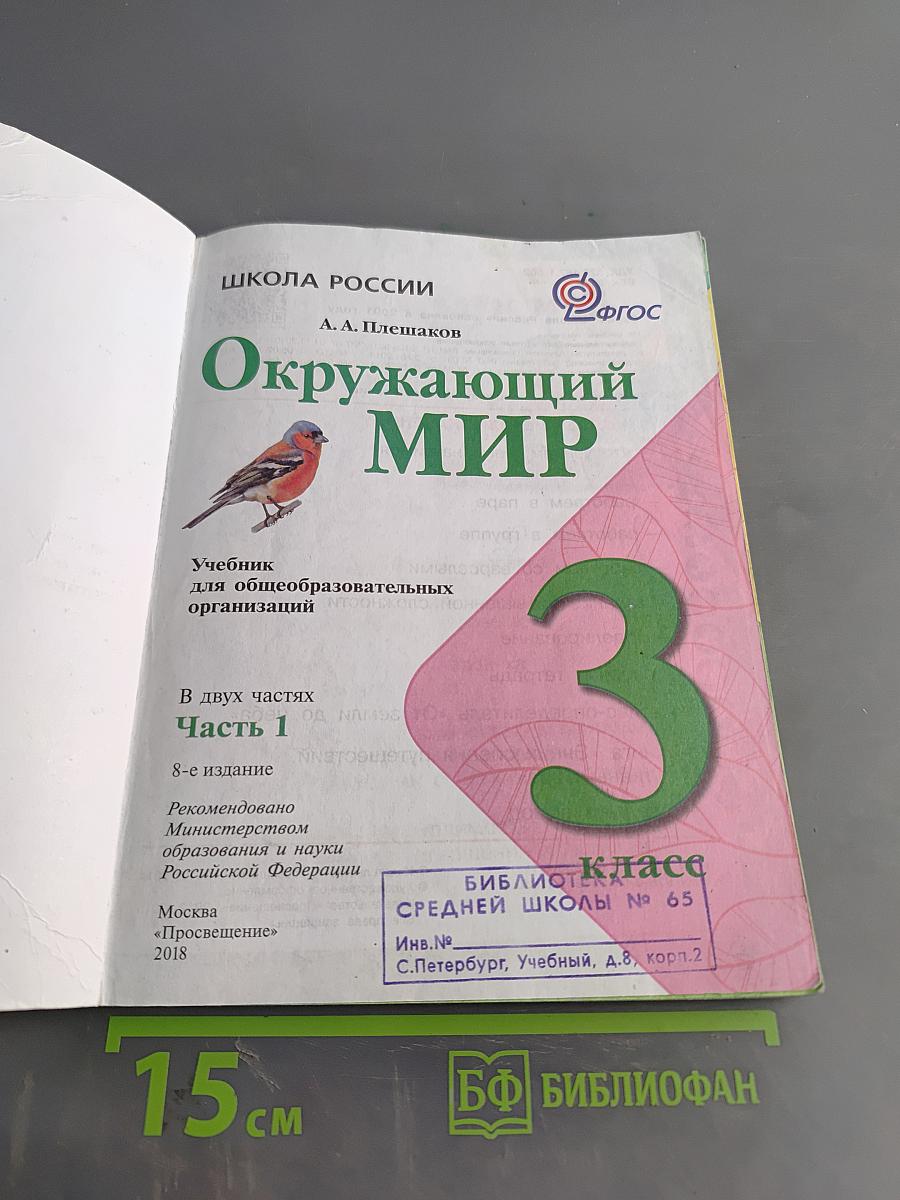 ШКОЛА РОССИИ
ФГОС
А. А. Плешаков
Окружающий
МИР
Учебник
для общеобразовательных
организаций
В двух частях
Часть 1
8-е издание
Рекомендовано
Министерством
образования и науки
Российской Федерации
Москва
«Просвещение»
2018
3
класс
БИБЛИОТЕКА
СРЕДНЕЙ ШКОЛЫ № 65
Инв.№
С.Петербург, Учебный, д.8, корп.2
15 см
БФ БИБЛИОФАН